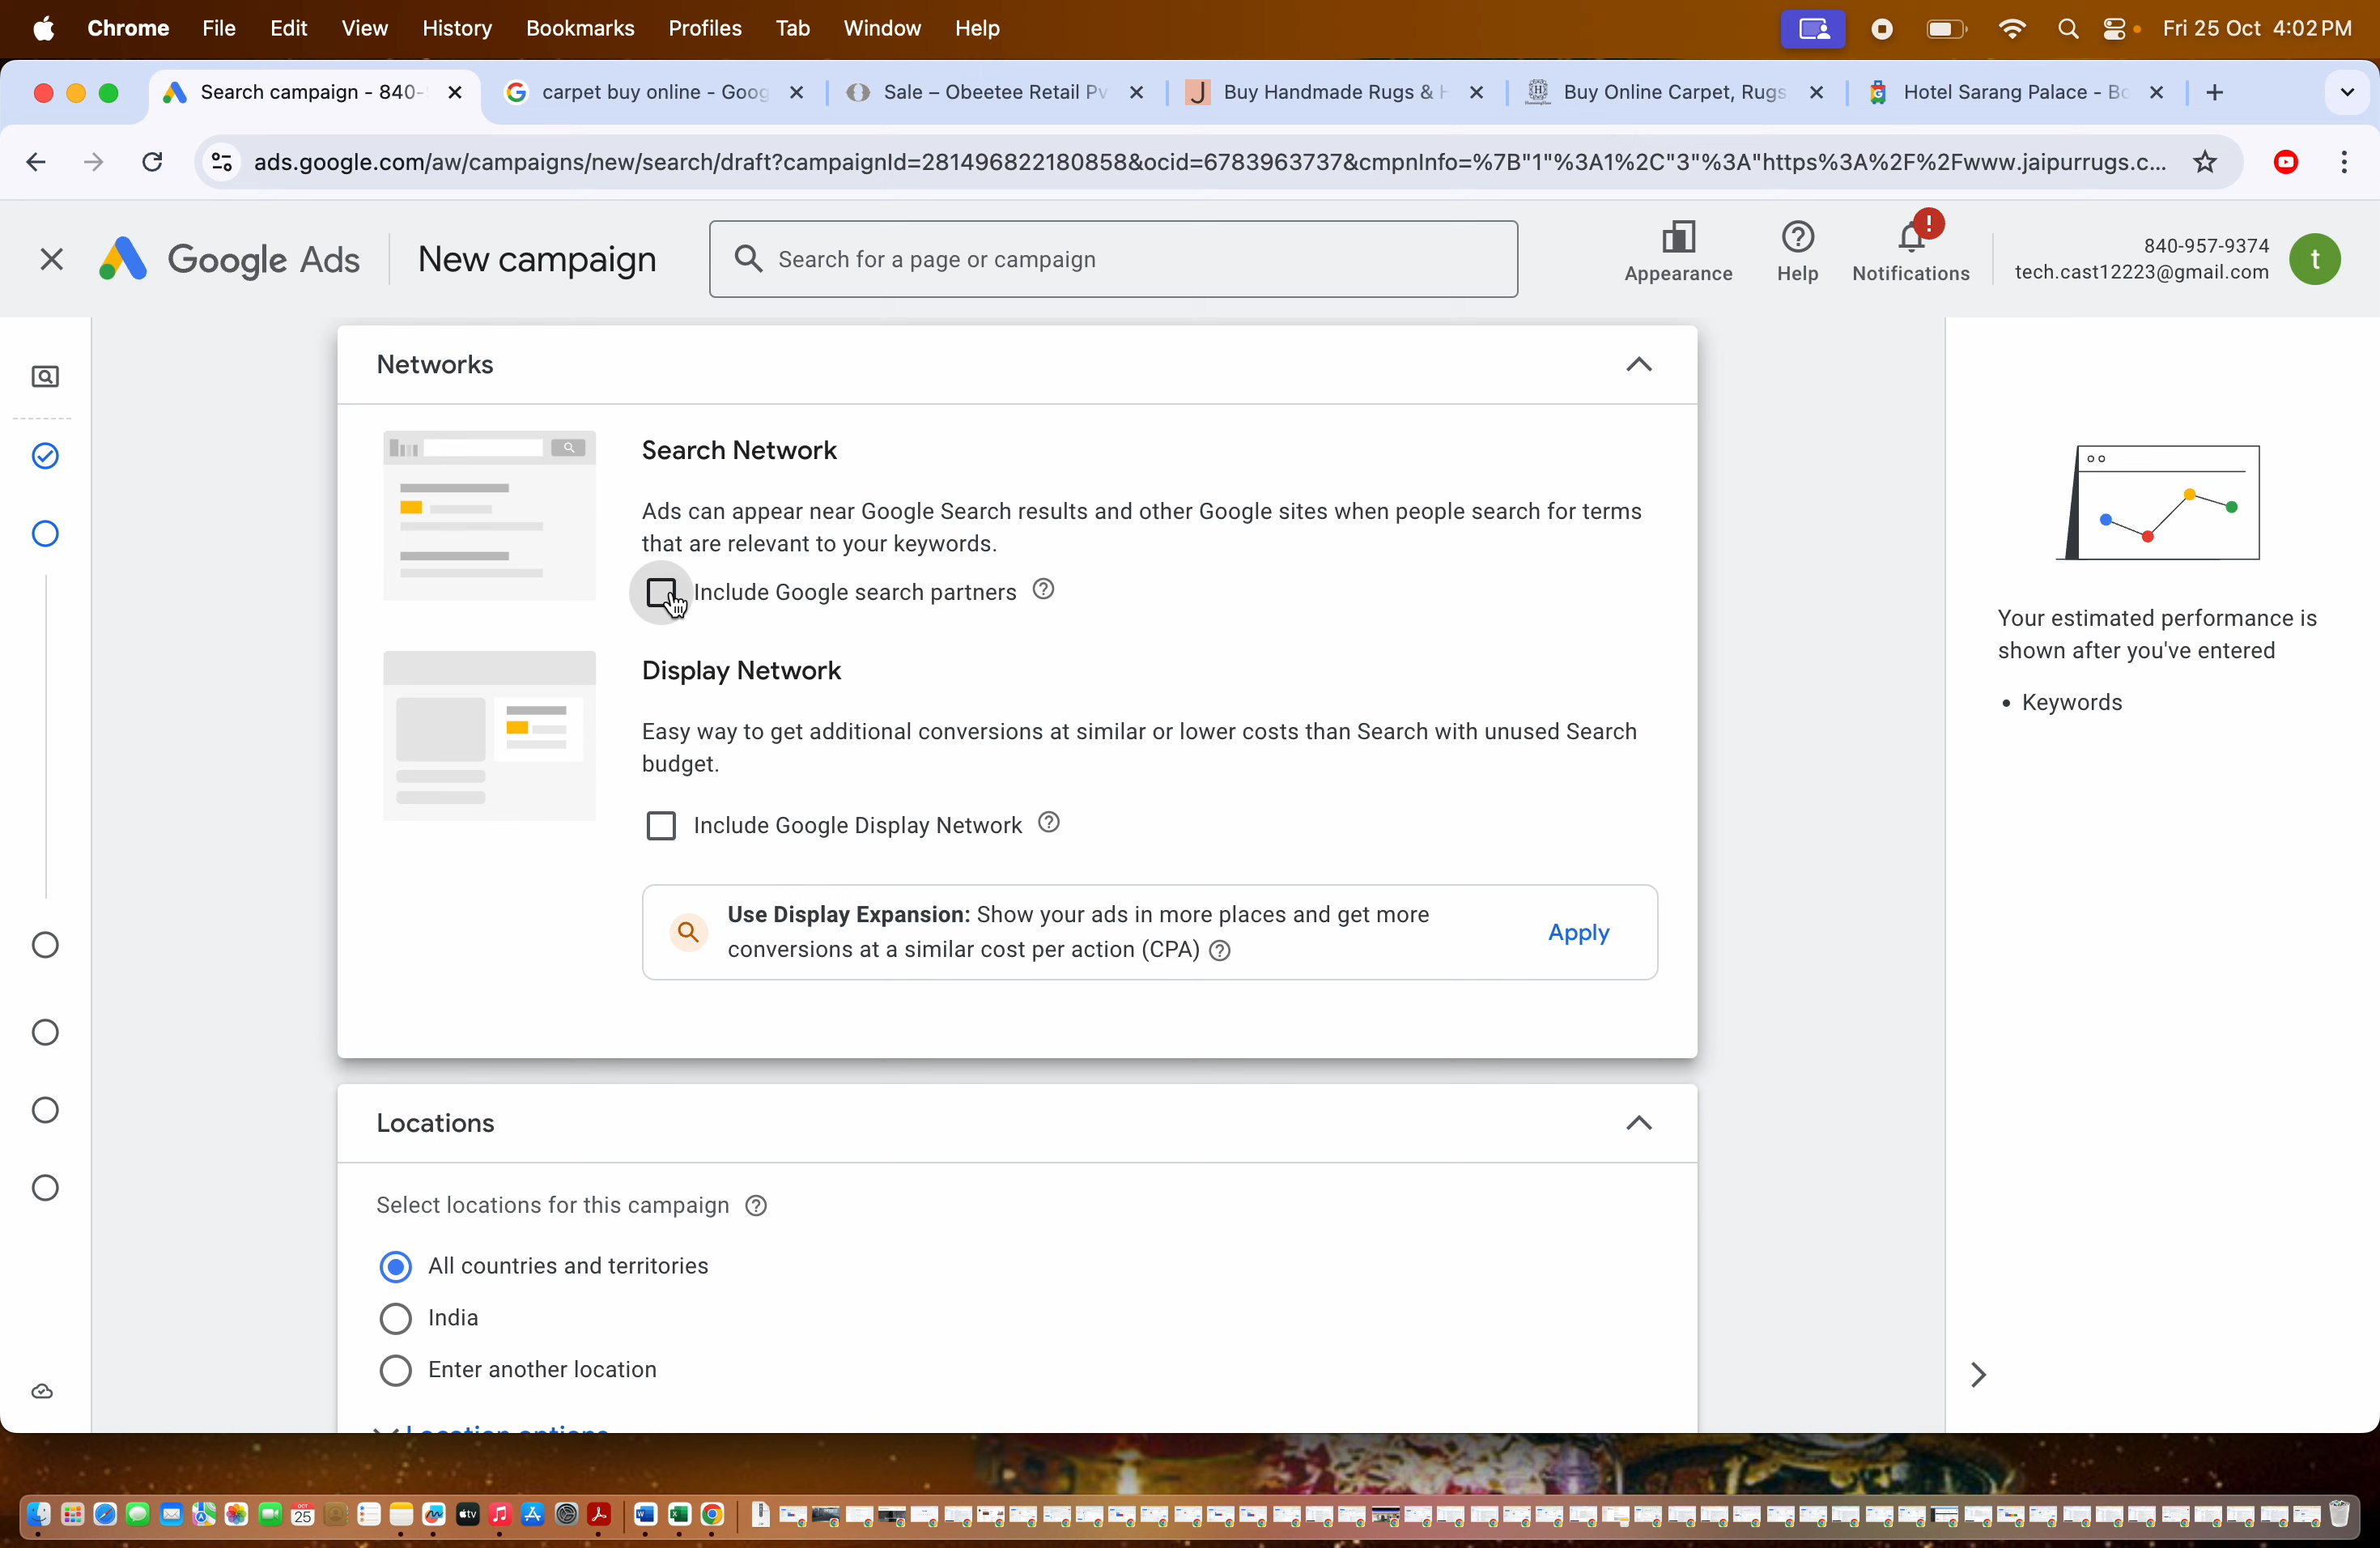 Chrome File Edit View History Bookmarks Profiles Tab Window Help Fri 25 Oct 4:02 PM
Search campaign - 840- carpet buy online - Goog Sale – Obeetee Retail Pv Buy Handmade Rugs & H Buy Online Carpet, Rugs Hotel Sarang Palace - Bo
ads.google.com/aw/campaigns/new/search/draft?campaignId=281496822180858&ocid=6783963737&cmpnInfo=%7B"1"%3A1%2C"3"%3A"https%3A%2F%2Fwww.jaipurrugs.c...
Google Ads New campaign Search for a page or campaign Appearance Help Notifications
840-957-9374
tech.cast12223@gmail.com
t
Networks
Search Network
Ads can appear near Google Search results and other Google sites when people search for terms
that are relevant to your keywords.
Include Google search partners
Display Network
Easy way to get additional conversions at similar or lower costs than Search with unused Search
budget.
Include Google Display Network
Use Display Expansion: Show your ads in more places and get more
conversions at a similar cost per action (CPA)
Apply
Your estimated performance is
shown after you've entered
• Keywords
Locations
Select locations for this campaign
All countries and territories
India
Enter another location
Location options